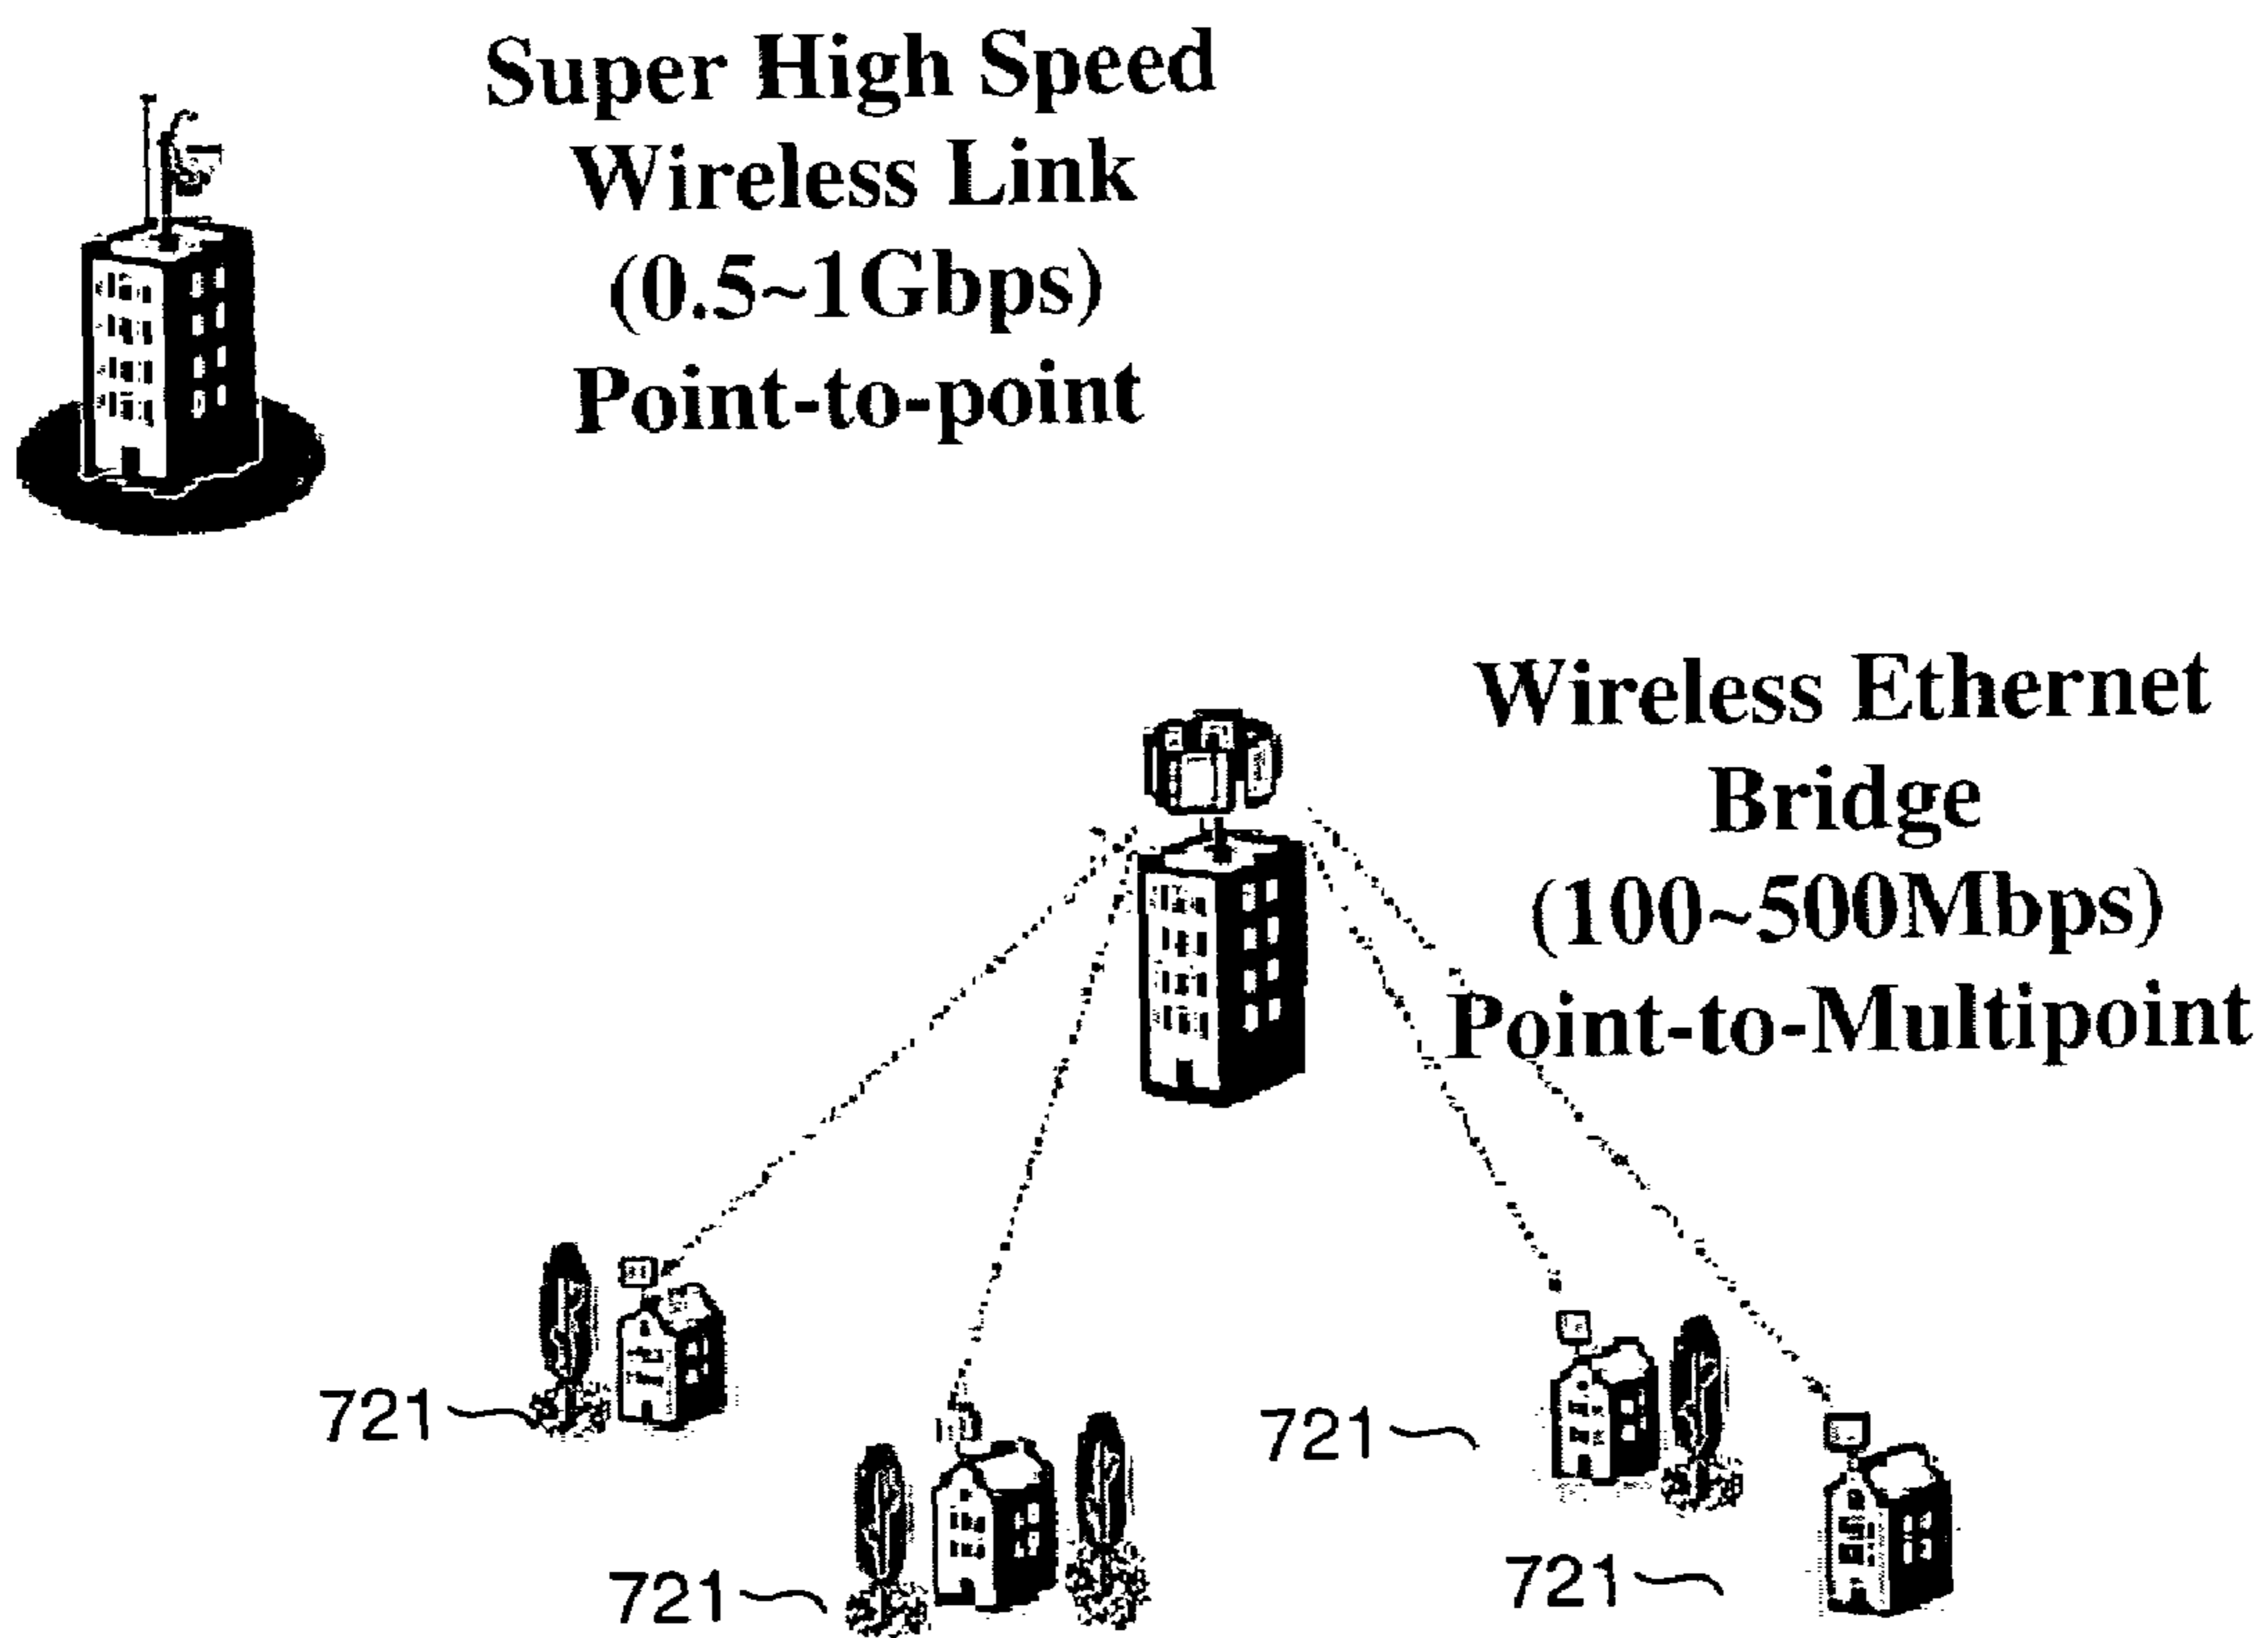 Super High Speed
Wireless Link
(0.5~1Gbps)
Point-to-point
Wireless Ethernet
Bridge
(100~500Mbps)
Point-to-Multipoint
721
721
721
721